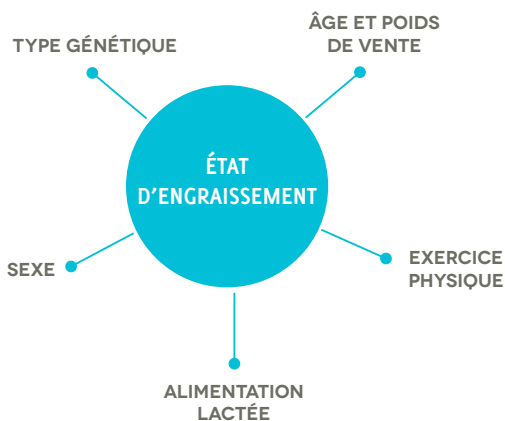 TYPE GÉNÉTIQUE
ÂGE ET POIDS
DE VENTE
ÉTAT
D'ENGRAISSEMENT
SEXE
EXERCICE
PHYSIQUE
ALIMENTATION
LACTÉE